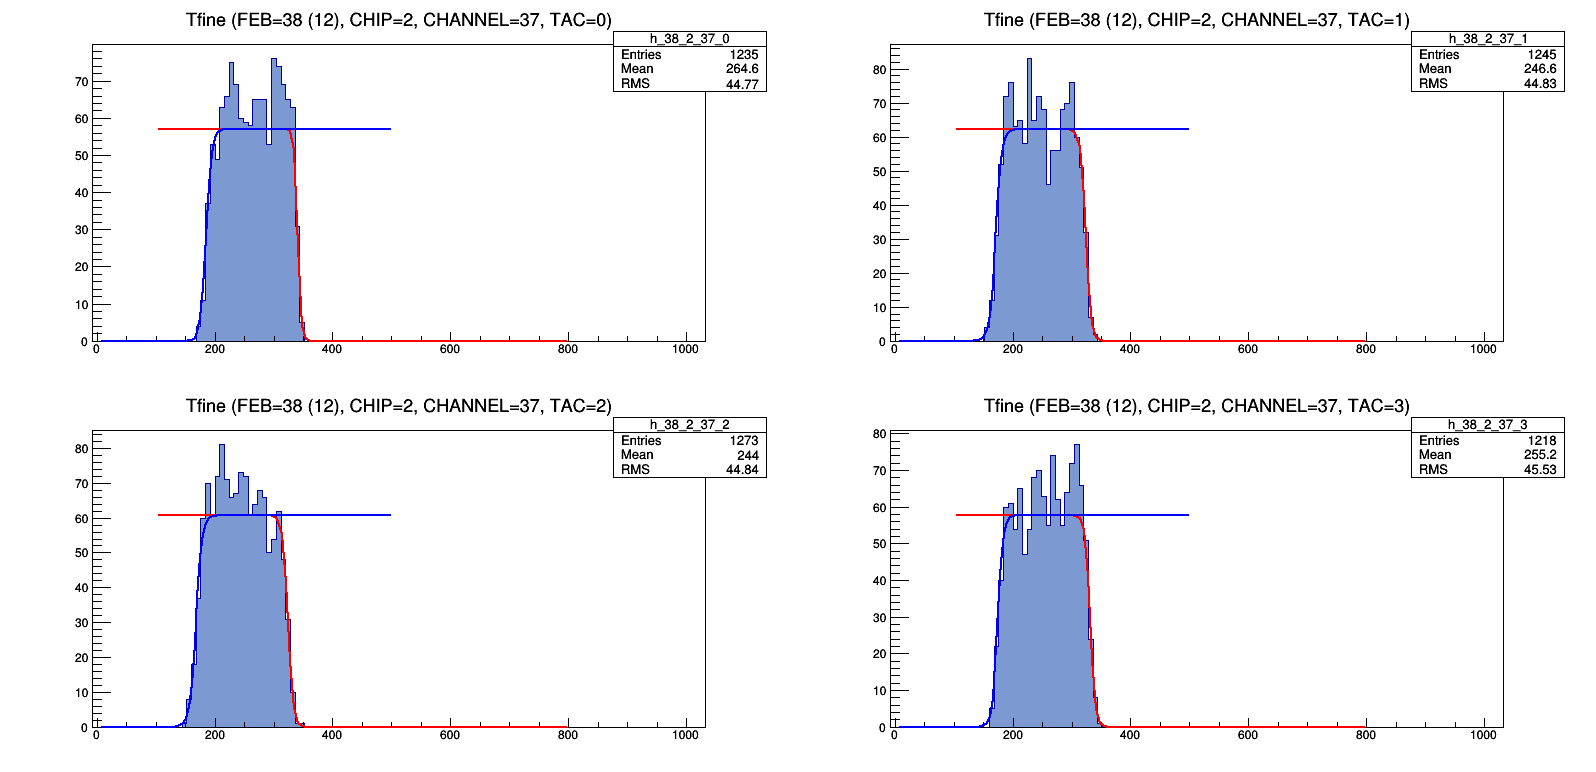 Tfine (FEB=38 (12), CHIP=2, CHANNEL=37, TAC=0)
h_38_2_37_0
Entries 1235
Mean 264.6
RMS 44.77
70
60
50
40
30
20
10
0
0 200 400 600 800 1000
Tfine (FEB=38 (12), CHIP=2, CHANNEL=37, TAC=1)
h_38_2_37_1
Entries 1245
Mean 246.6
RMS 44.83
80
70
60
50
40
30
20
10
0
0 200 400 600 800 1000
Tfine (FEB=38 (12), CHIP=2, CHANNEL=37, TAC=2)
h_38_2_37_2
Entries 1273
Mean 244
RMS 44.84
80
70
60
50
40
30
20
10
0
0 200 400 600 800 1000
Tfine (FEB=38 (12), CHIP=2, CHANNEL=37, TAC=3)
h_38_2_37_3
Entries 1218
Mean 255.2
RMS 45.53
80
70
60
50
40
30
20
10
0
0 200 400 600 800 1000